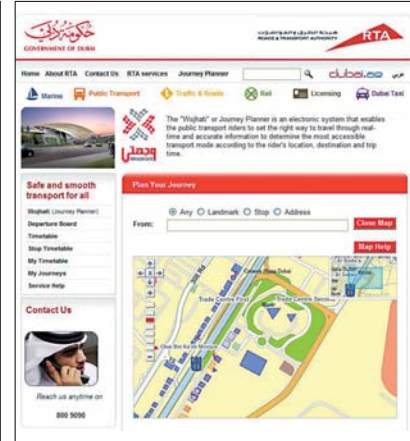 حكومة دبي
GOVERNMENT OF DUBAI
ROADS & TRANSPORT AUTHORITY
RTA
Home About RTA Contact Us RTA services Journey Planner
dubai.ae عربي
Marine Public Transport Traffic & Roads Rail Licensing Dubai Taxi
وجهتي
The "Wojhati" or Journey Planner is an electronic system that enables
the public transport riders to set the right way to travel through real-
time and accurate information to determine the most accessible
transport mode according to the rider's location, destination and trip
time.
Safe and smooth
transport for all
Wojhati (Journey Planner)
Departure Board
Timetable
Stop Timetable
My Timetable
My Journeys
Service Help
Plan Your Journey
Any Landmark Stop Address
From:
Close Map
Map Help
Crowne Plaza Dubai
Trade Centre First
Trade Centre Second
Contact Us
Reach us anytime on
800 9090